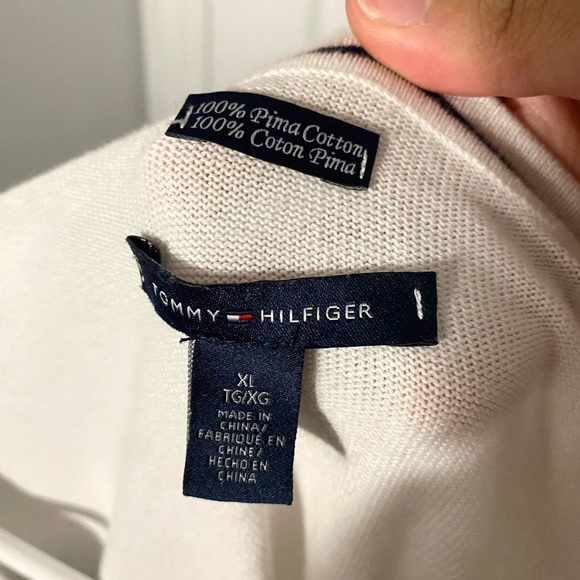 100% Pima Cotton
100% Coton Pima
TOMMY HILFIGER
XL
TG/XG
MADE IN
CHINA/
FABRIQUÉ EN
CHINE/
HECHO EN
CHINA